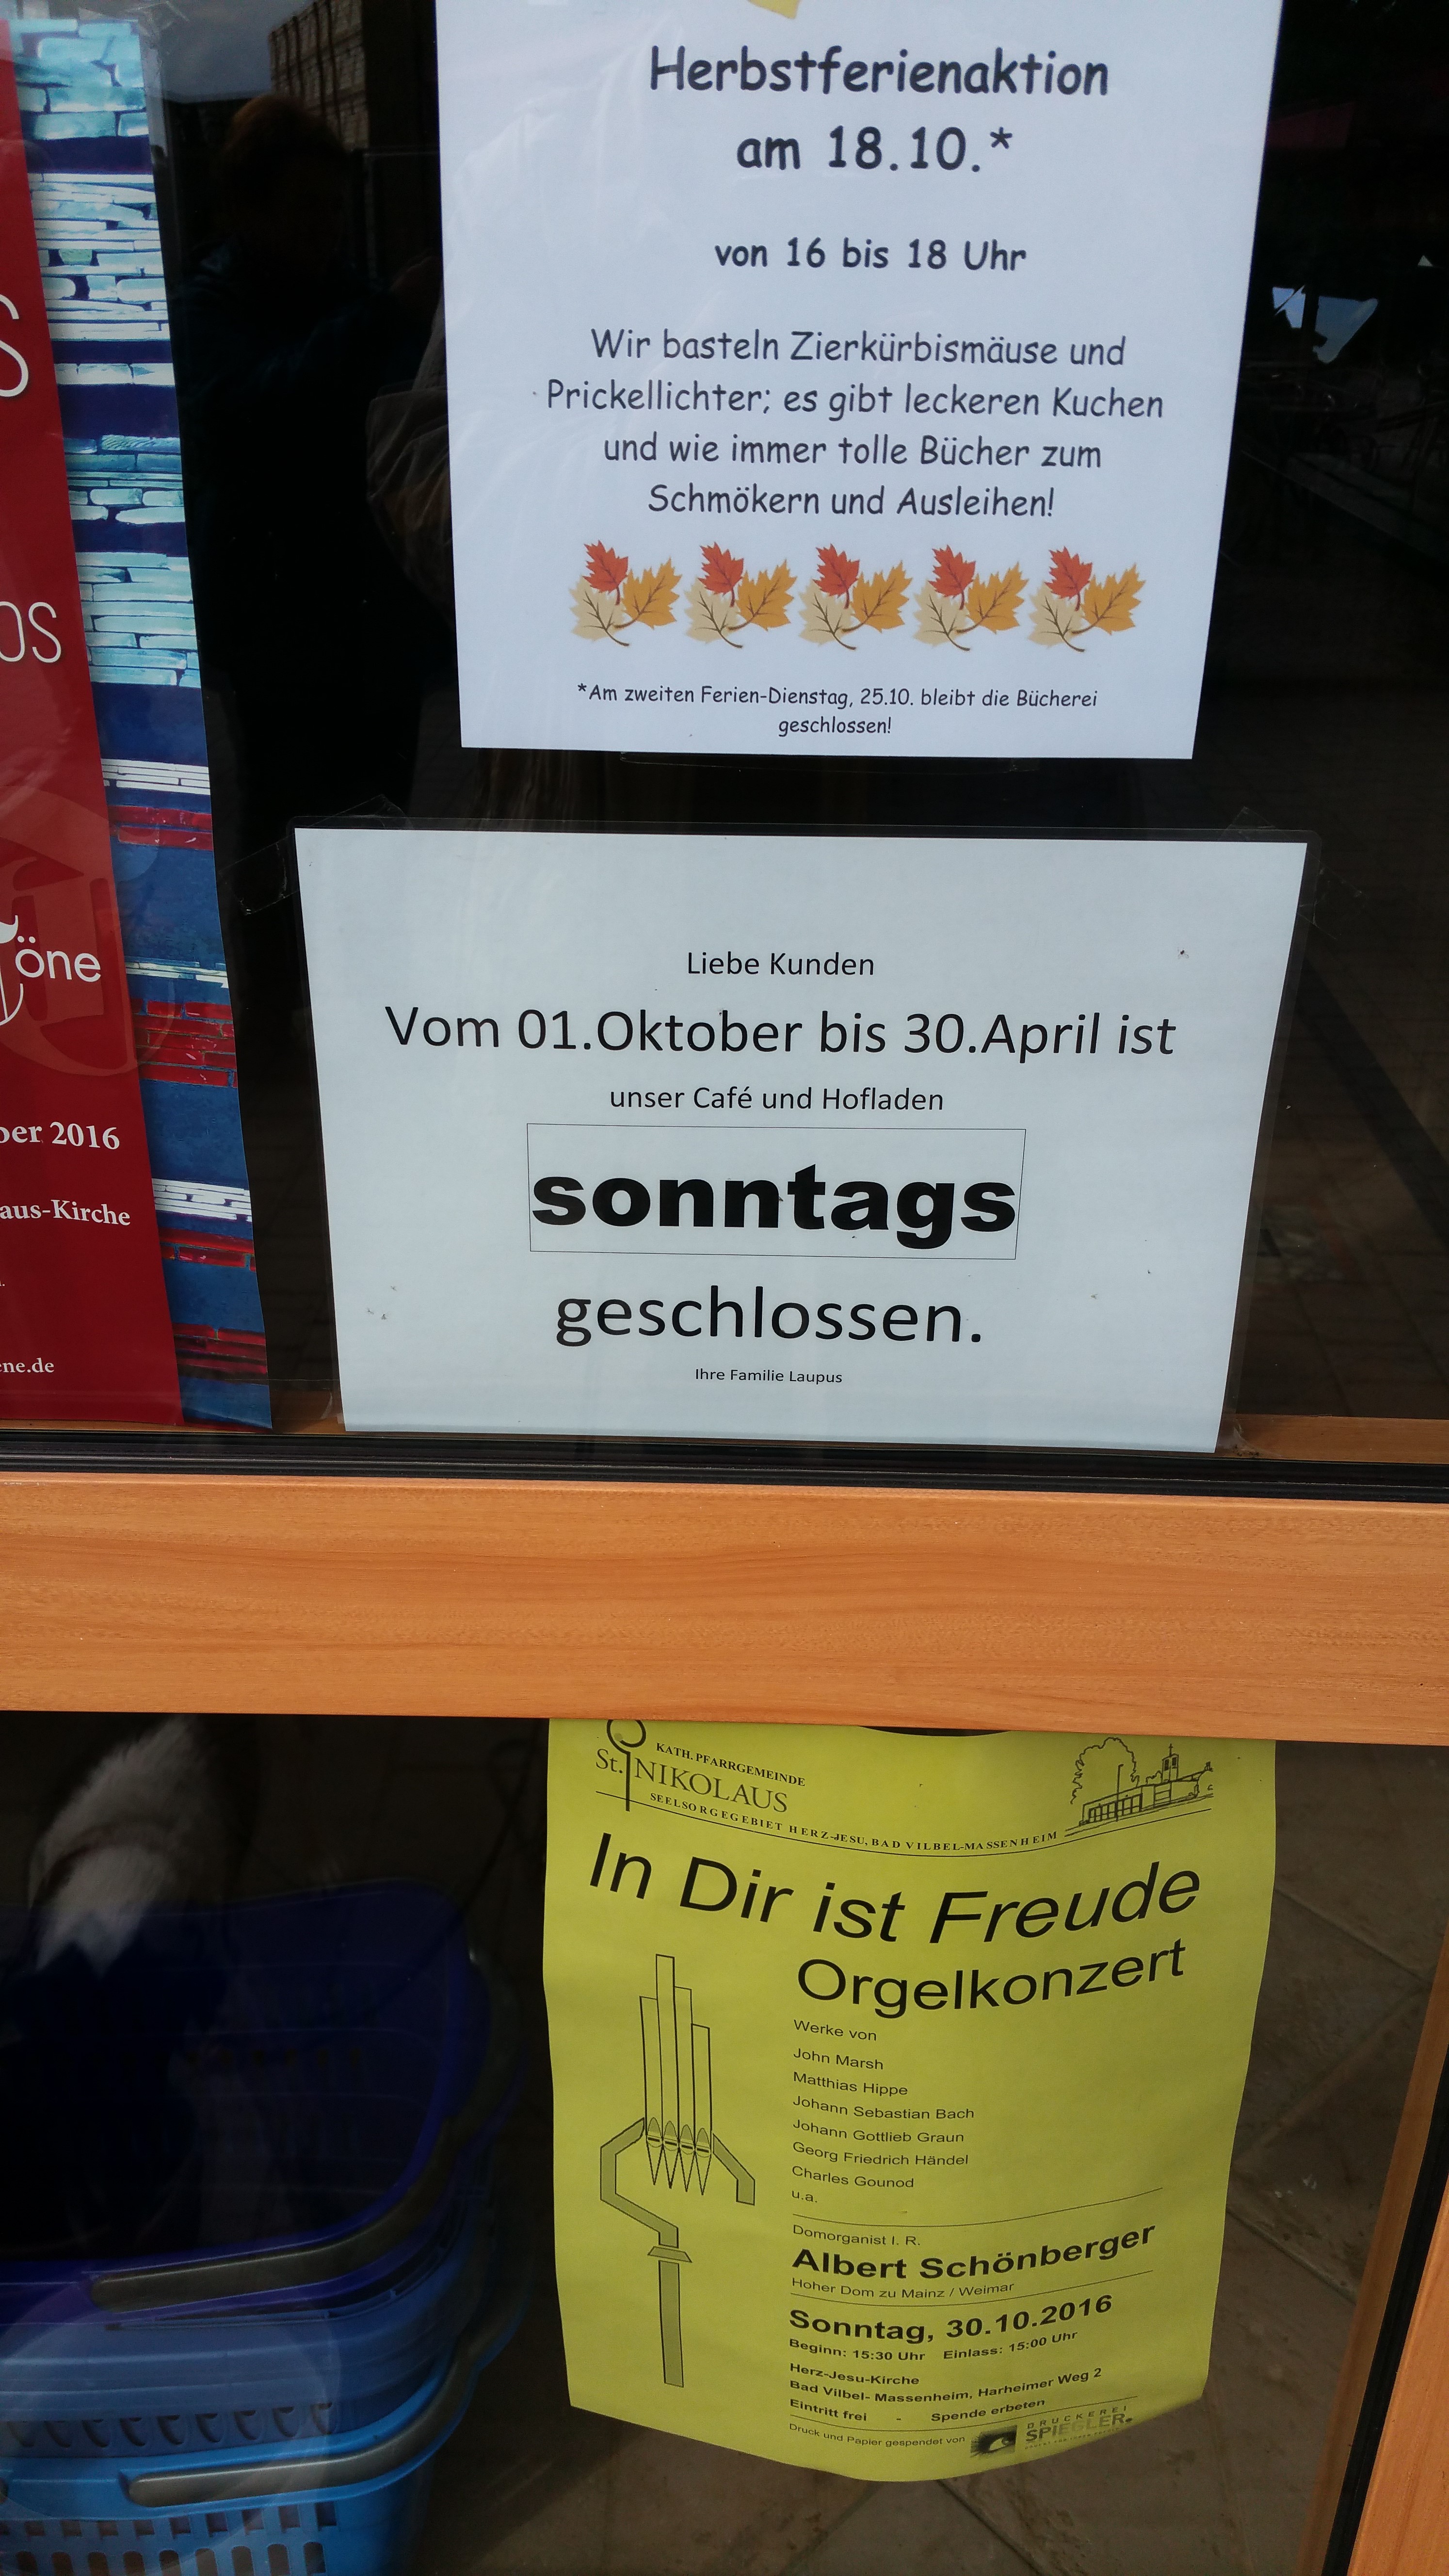 Herbstferienaktion
am 18.10.*
von 16 bis 18 Uhr
Wir basteln Zierkürbismäuse und
Prickellichter; es gibt leckeren Kuchen
und wie immer tolle Bücher zum
Schmökern und Ausleihen!
*Am zweiten Ferien-Dienstag, 25.10. bleibt die Bücherei
geschlossen!
S
os
Töne
ber 2016
aus-Kirche
ne.de
Liebe Kunden
Vom 01.Oktober bis 30.April ist
unser Café und Hofladen
sonntags
geschlossen.
Ihre Familie Laupus
KATH. PFARRGEMEINDE
St. NIKOLAUS
SEELSORGEGEBIET HERZ-JESU, BAD VILBEL-MASSENHEIM
In Dir ist Freude
Orgelkonzert
Werke von
John Marsh
Matthias Hippe
Johann Sebastian Bach
Johann Gottlieb Graun
Georg Friedrich Händel
Charles Gounod
u.a.
Domorganist I. R.
Albert Schönberger
Hoher Dom zu Mainz / Weimar
Sonntag, 30.10.2016
Beginn: 15:30 Uhr Einlass: 15:00 Uhr
Herz-Jesu-Kirche
Bad Vilbel- Massenheim, Harheimer Weg 2
Eintritt frei - Spende erbeten
Druck und Papier gespendet von
DRUCKEREI
SPIEGLER.